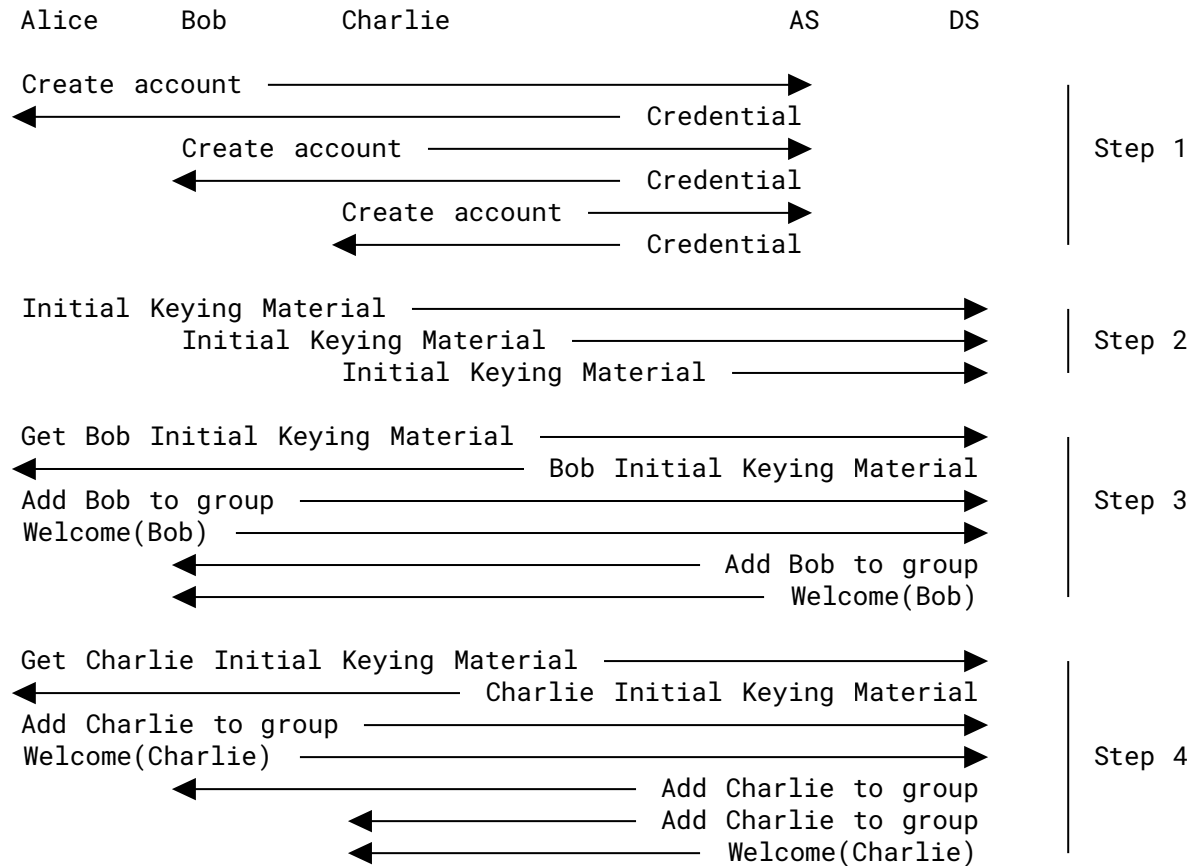 Alice Bob Charlie AS DS
Create account
Credential
Create account Step 1
Credential
Create account
Credential
Initial Keying Material
Initial Keying Material Step 2
Initial Keying Material
Get Bob Initial Keying Material
Bob Initial Keying Material
Add Bob to group Step 3
Welcome(Bob)
Add Bob to group
Welcome(Bob)
Get Charlie Initial Keying Material
Charlie Initial Keying Material
Add Charlie to group
Welcome(Charlie) Step 4
Add Charlie to group
Add Charlie to group
Welcome(Charlie)